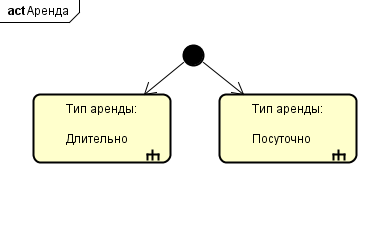 act Аренда
Тип аренды:
Длительно
Тип аренды:
Посуточно